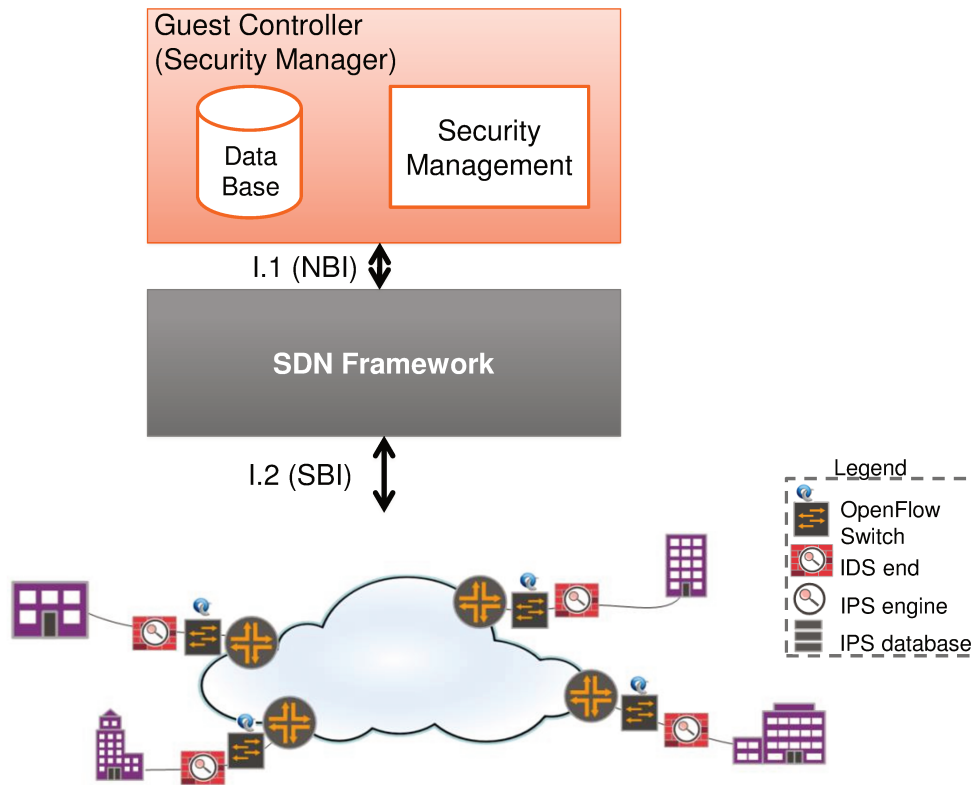 Guest Controller
(Security Manager)
Data
Base
Security
Management
I.1 (NBI)
SDN Framework
I.2 (SBI)
Legend
OpenFlow
Switch
IDS end
IPS engine
IPS database